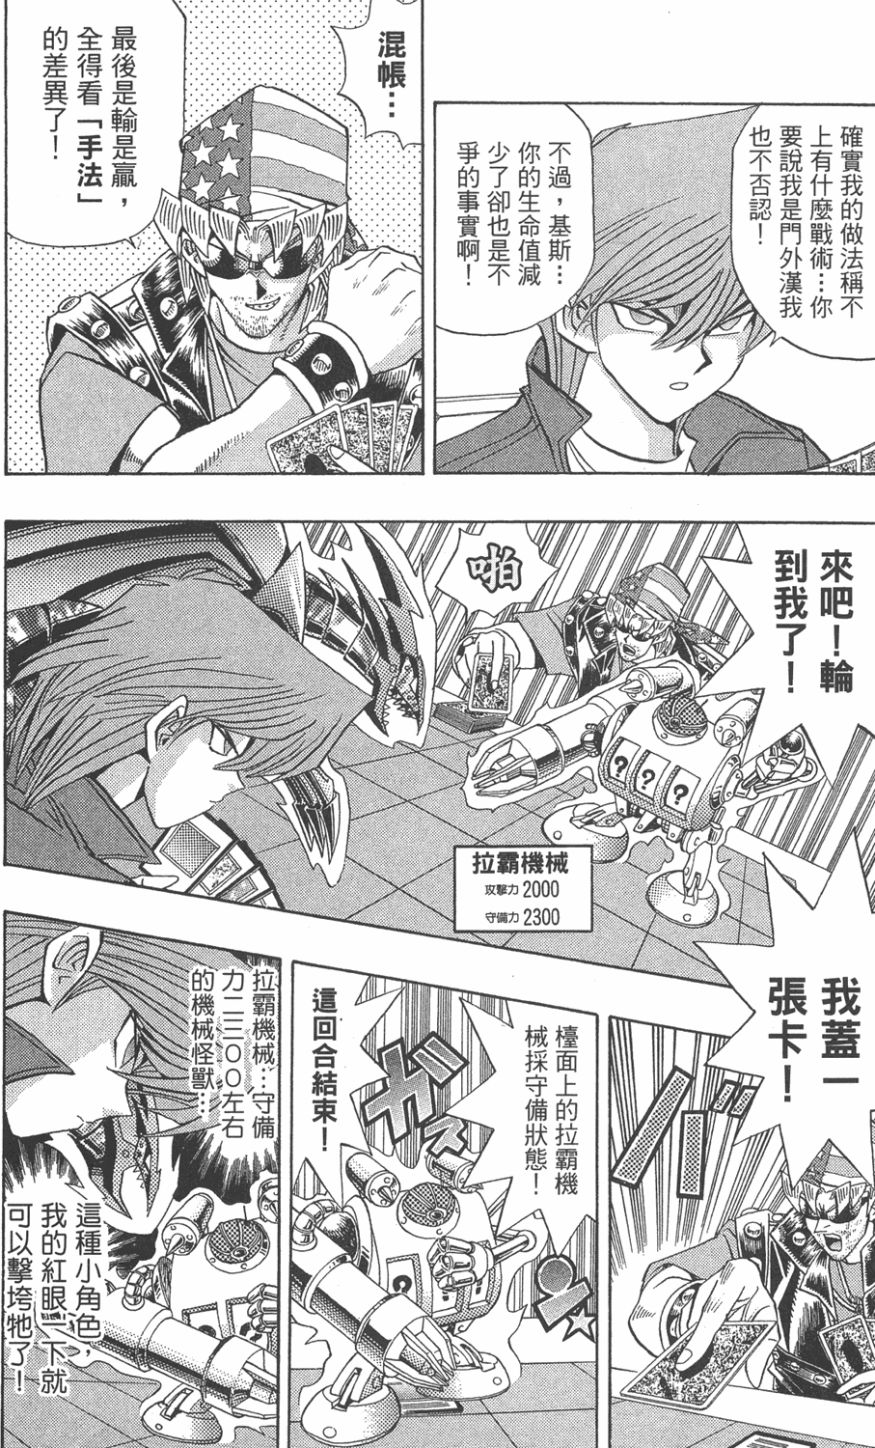 確實我的做法稱不
上有什麼戰術…你
要說我是門外漢我
也不否認！
不過，基斯…
你的生命值減
少了卻也是不
爭的事實啊！
混帳…
最後是輸是贏，
全得看「手法」
的差異了！
來吧！輪
到我了！
啪
拉霸機械
攻擊力 2000
守備力 2300
我蓋一
張卡！
バ
檯面上的拉霸機
械採守備狀態！
ガシン
這回合結束！
拉霸機械…守備
力二三００左右
的機械怪獸…
這種小角色，
我的紅眼一下就
可以擊垮牠了！